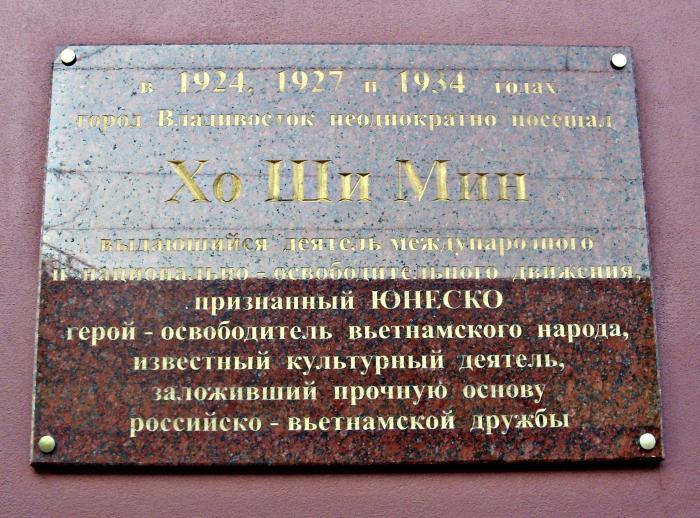 в 1924, 1927 и 1934 годах
город Владивосток неоднократно посещал
Хо Ши Мин
выдающийся деятель международного
и национально - освободительного движения,
признанный ЮНЕСКО
герой - освободитель вьетнамского народа,
известный культурный деятель,
заложивший прочную основу
российско - вьетнамской дружбы